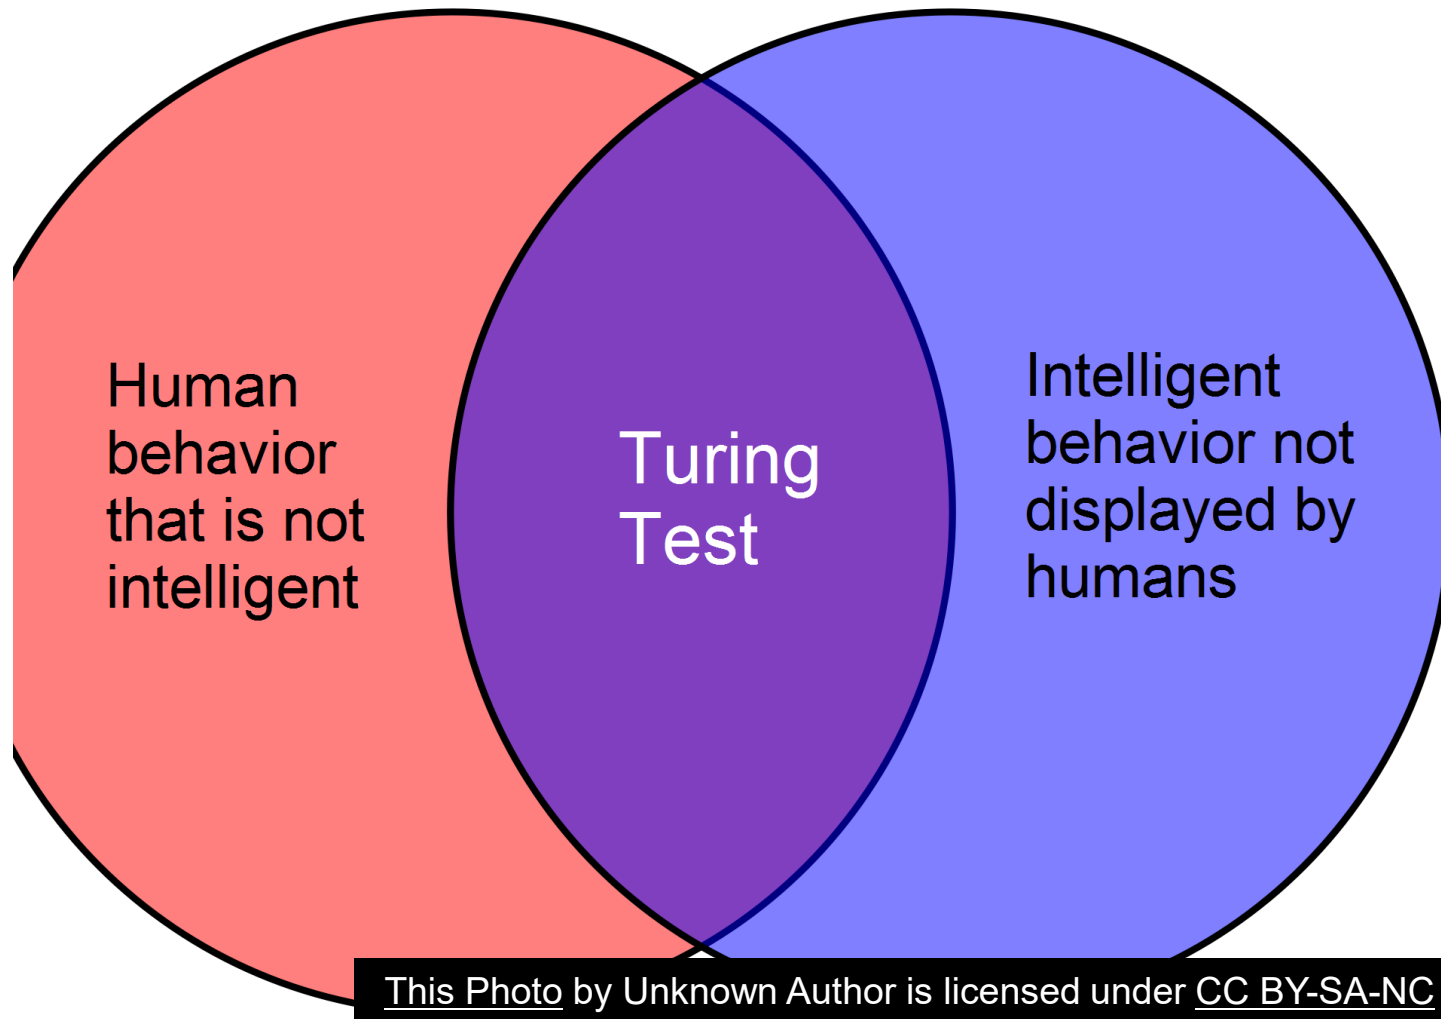 Human
behavior
that is not
intelligent
Turing
Test
Intelligent
behavior not
displayed by
humans
This Photo by Unknown Author is licensed under CC BY-SA-NC